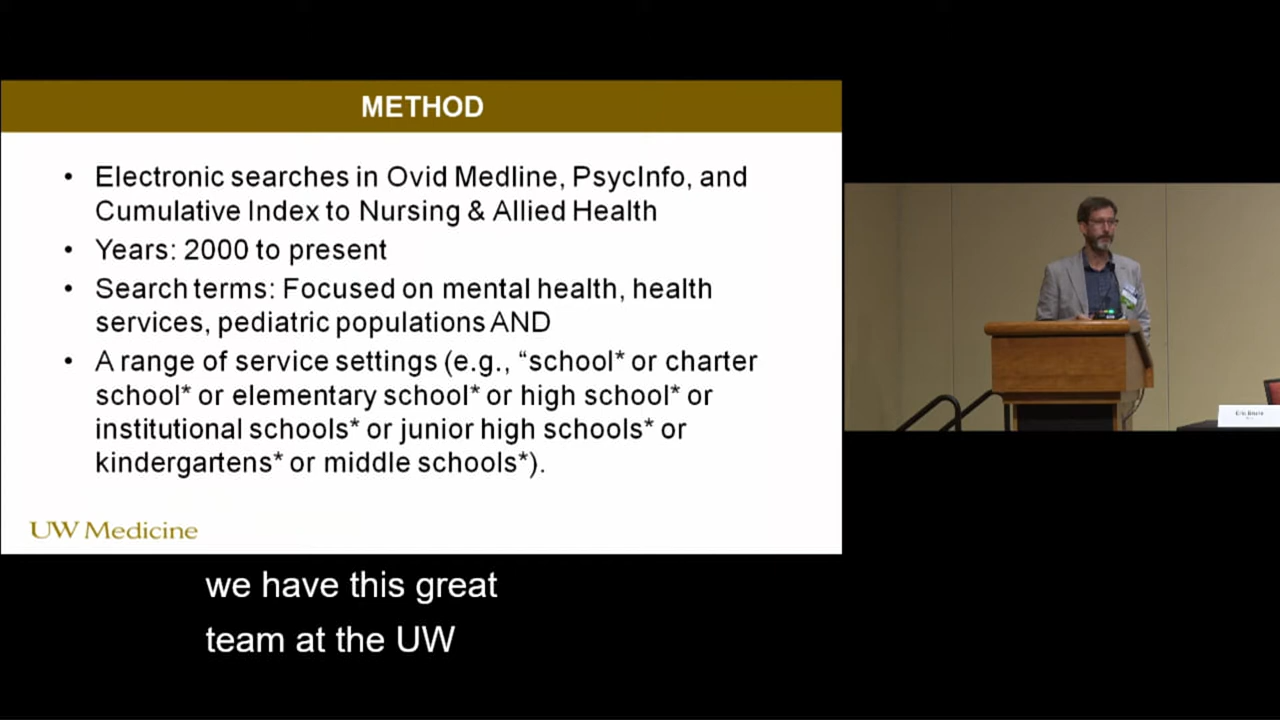 METHOD
• Electronic searches in Ovid Medline, PsycInfo, and
Cumulative Index to Nursing & Allied Health
• Years: 2000 to present
• Search terms: Focused on mental health, health
services, pediatric populations AND
• A range of service settings (e.g., “school* or charter
school* or elementary school* or high school* or
institutional schools* or junior high schools* or
kindergartens* or middle schools*).
UW Medicine
we have this great
team at the UW